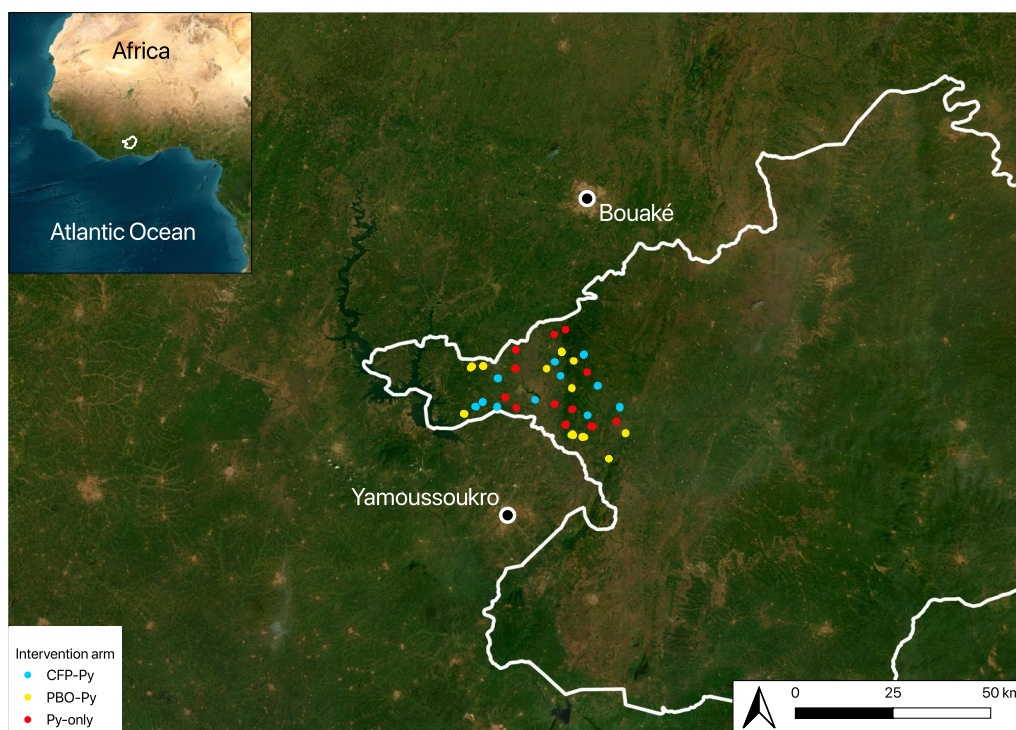 Africa
Atlantic Ocean
Bouaké
Yamoussoukro
Intervention arm
CFP-Py
PBO-Py
Py-only
0 25 50 km